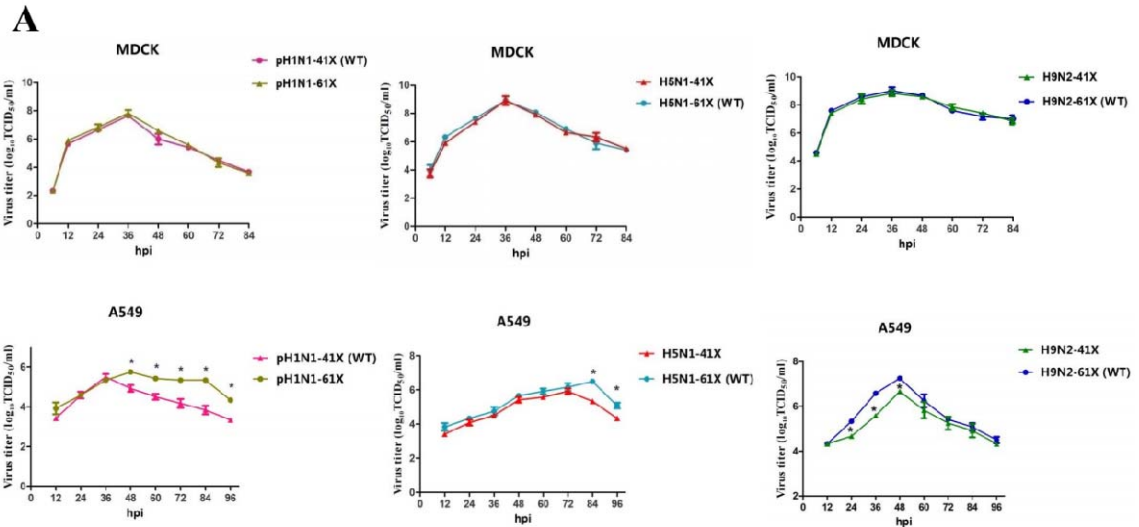 A
MDCK
pH1N1-41X (WT)
pH1N1-61X
Virus titer (log₁₀TCID₅₀/ml)
10
8
6
4
2
0
0 12 24 36 48 60 72 84
hpi
MDCK
H5N1-41X
H5N1-61X (WT)
Virus titer (log₁₀TCID₅₀/ml)
10
8
6
4
2
0
0 12 24 36 48 60 72 84
hpi
MDCK
H9N2-41X
H9N2-61X (WT)
Virus titer (log₁₀TCID₅₀/ml)
10
8
6
4
2
0
0 12 24 36 48 60 72 84
hpi
A549
pH1N1-41X (WT)
pH1N1-61X
Virus titer (log₁₀TCID₅₀/ml)
6
4
2
0
* * * * *
0 12 24 36 48 60 72 84 96
hpi
A549
H5N1-41X
H5N1-61X (WT)
Virus titer (log₁₀TCID₅₀/ml)
8
6
4
2
0
* *
0 12 24 36 48 60 72 84 96
hpi
A549
H9N2-41X
H9N2-61X (WT)
Virus titer (log₁₀TCID₅₀/ml)
8
6
4
2
* * *
0 12 24 36 48 60 72 84 96
hpi